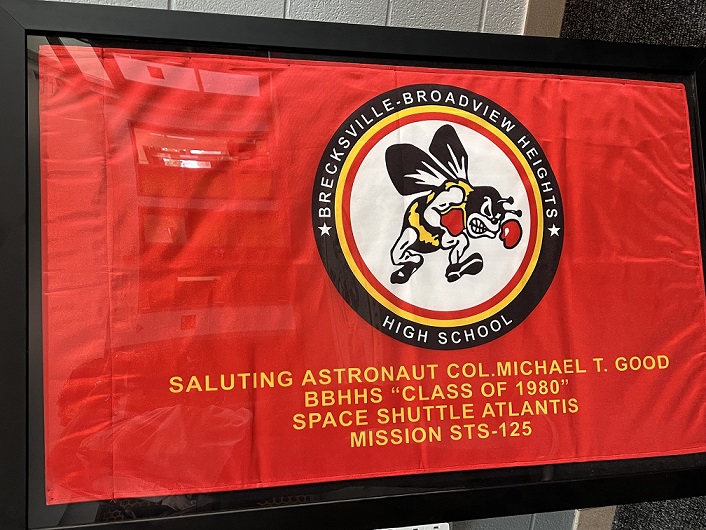 BRECKSVILLE-BROADVIEW HEIGHTS
HIGH SCHOOL
SALUTING ASTRONAUT COL.MICHAEL T. GOOD
BBHHS “CLASS OF 1980”
SPACE SHUTTLE ATLANTIS
MISSION STS-125